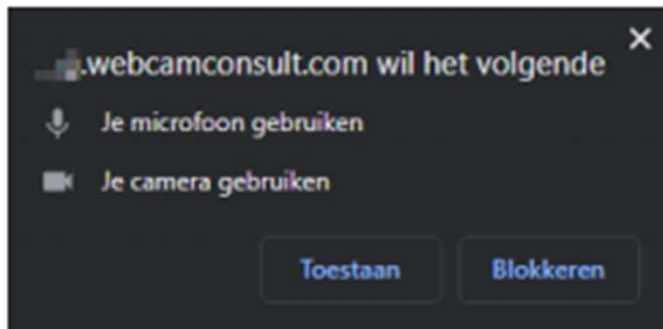 .webcamconsult.com wil het volgende
Je microfoon gebruiken
Je camera gebruiken
Toestaan Blokkeren